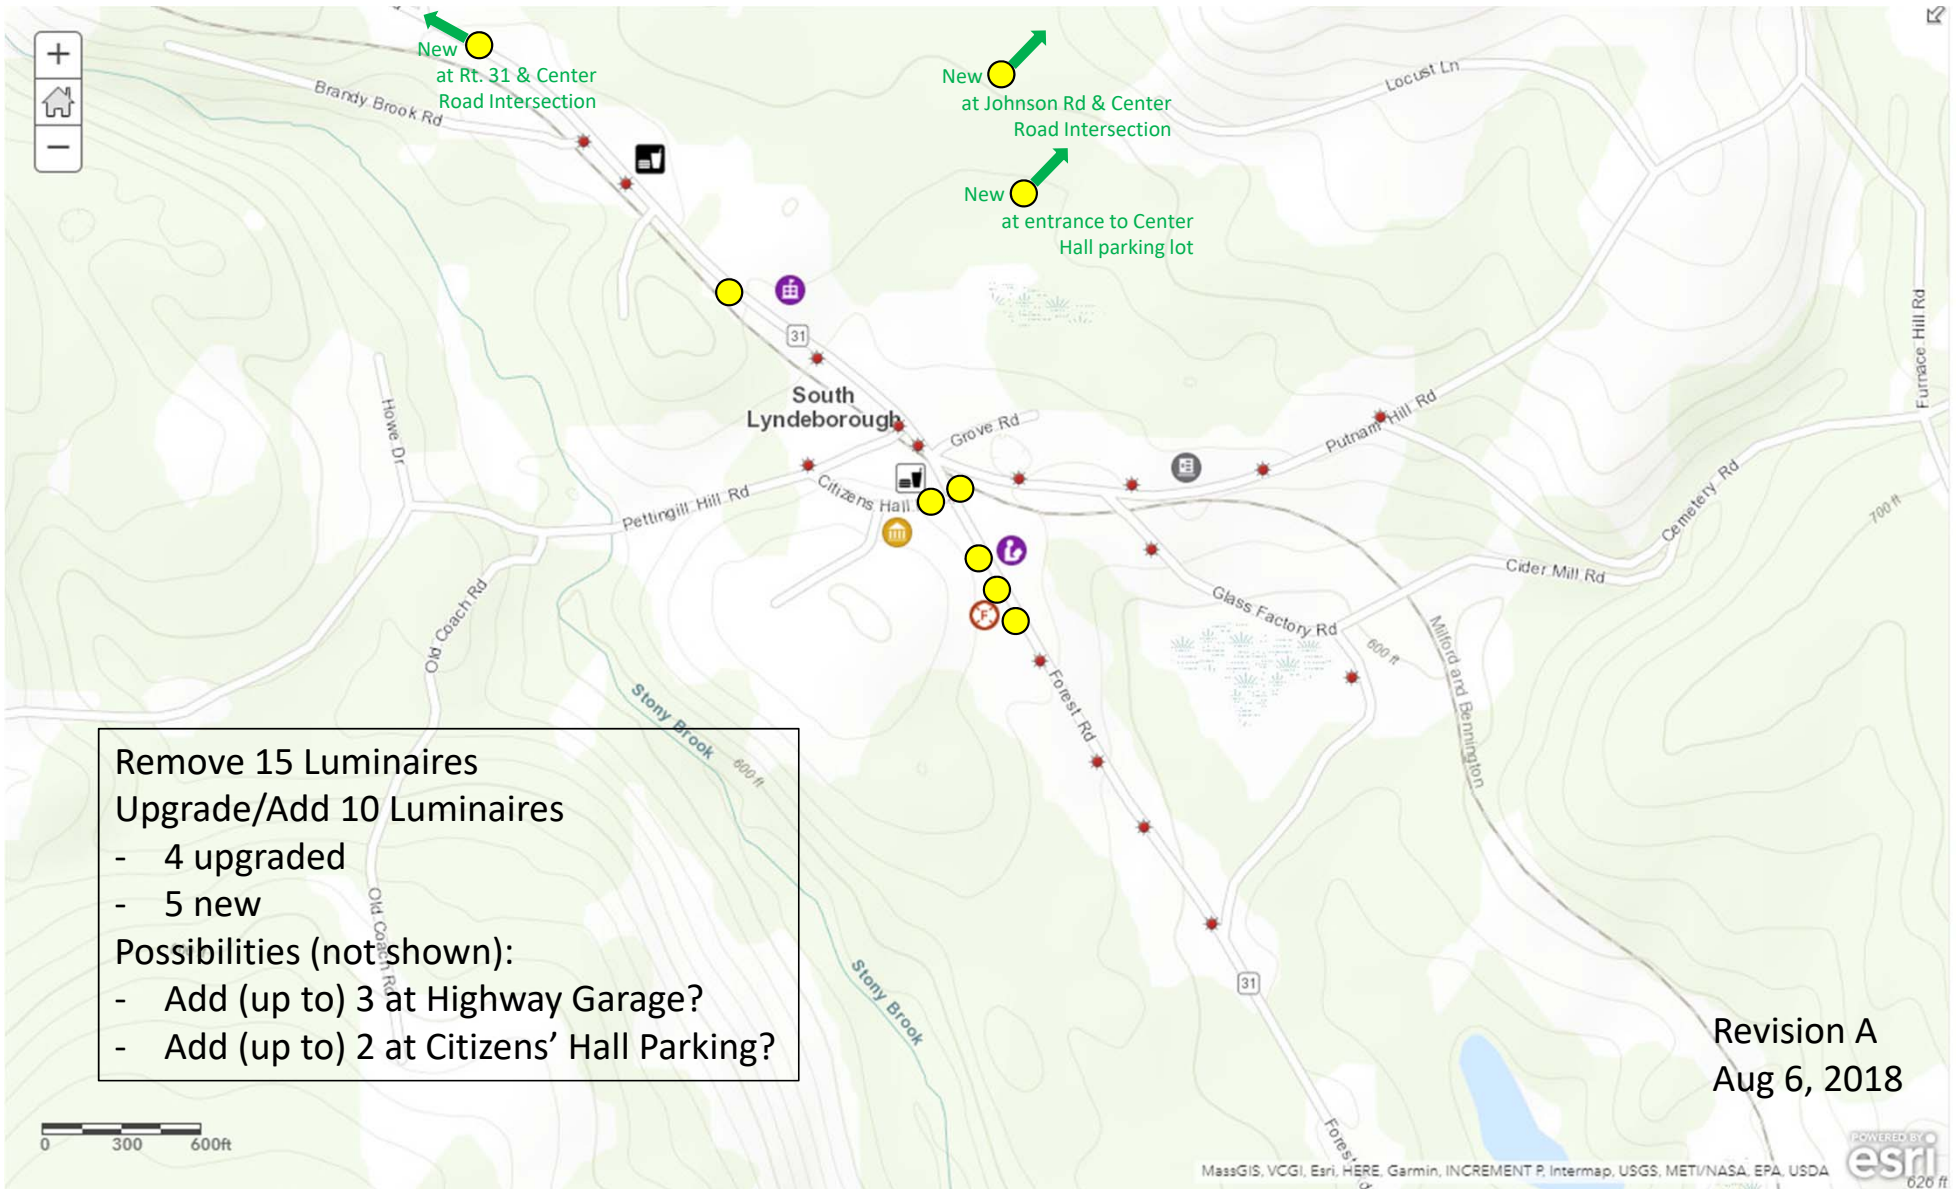 +
−
New
at Rt. 31 & Center
Road Intersection
New
at Johnson Rd & Center
Road Intersection
New
at entrance to Center
Hall parking lot
Brandy Brook Rd
Locust Ln
Furnace Hill Rd
31
South
Lyndeborough
Grove Rd
Putnam Hill Rd
Howe Dr
Pettingill Hill Rd
Citizens Hall
Cemetery Rd
700 ft
Cider Mill Rd
Glass Factory Rd
600 ft
F
Old Coach Rd
Forest Rd
Milford and Bennington
Stony Brook
600 ft
Remove 15 Luminaires
Upgrade/Add 10 Luminaires
- 4 upgraded
- 5 new
Possibilities (not shown):
- Add (up to) 3 at Highway Garage?
- Add (up to) 2 at Citizens’ Hall Parking?
Old Coach Rd
Stony Brook
31
Revision A
Aug 6, 2018
0 300 600ft
Forest Rd
MassGIS, VCGI, Esri, HERE, Garmin, INCREMENT P, Intermap, USGS, METI/NASA, EPA, USDA
POWERED BY
esri
626 ft